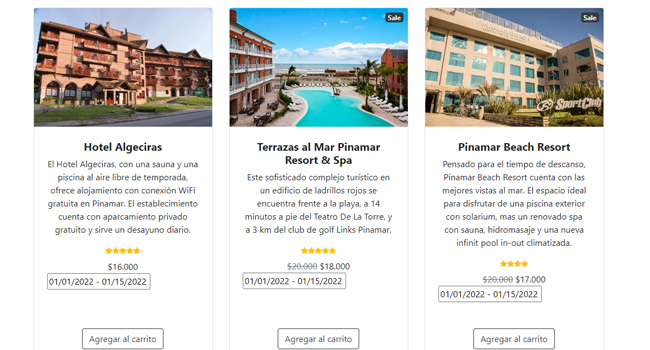 Sale
Sale
SportClub
Hotel Algeciras
El Hotel Algeciras, con una sauna y una
piscina al aire libre de temporada,
ofrece alojamiento con conexión WiFi
gratuita en Pinamar. El establecimiento
cuenta con aparcamiento privado
gratuito y sirve un desayuno diario.
$16.000
01/01/2022 - 01/15/2022
Agregar al carrito
Terrazas al Mar Pinamar
Resort & Spa
Este sofisticado complejo turístico en
un edificio de ladrillos rojos se
encuentra frente a la playa, a 14
minutos a pie del Teatro De La Torre, y
a 3 km del club de golf Links Pinamar.
$20.000 $18.000
01/01/2022 - 01/15/2022
Agregar al carrito
Pinamar Beach Resort
Pensado para el tiempo de descanso,
Pinamar Beach Resort cuenta con las
mejores vistas al mar. El espacio ideal
para disfrutar de una piscina exterior
con solarium, mas un renovado spa
con sauna, hidromasaje y una nueva
infinit pool in-out climatizada.
$20.000 $17.000
01/01/2022 - 01/15/2022
Agregar al carrito